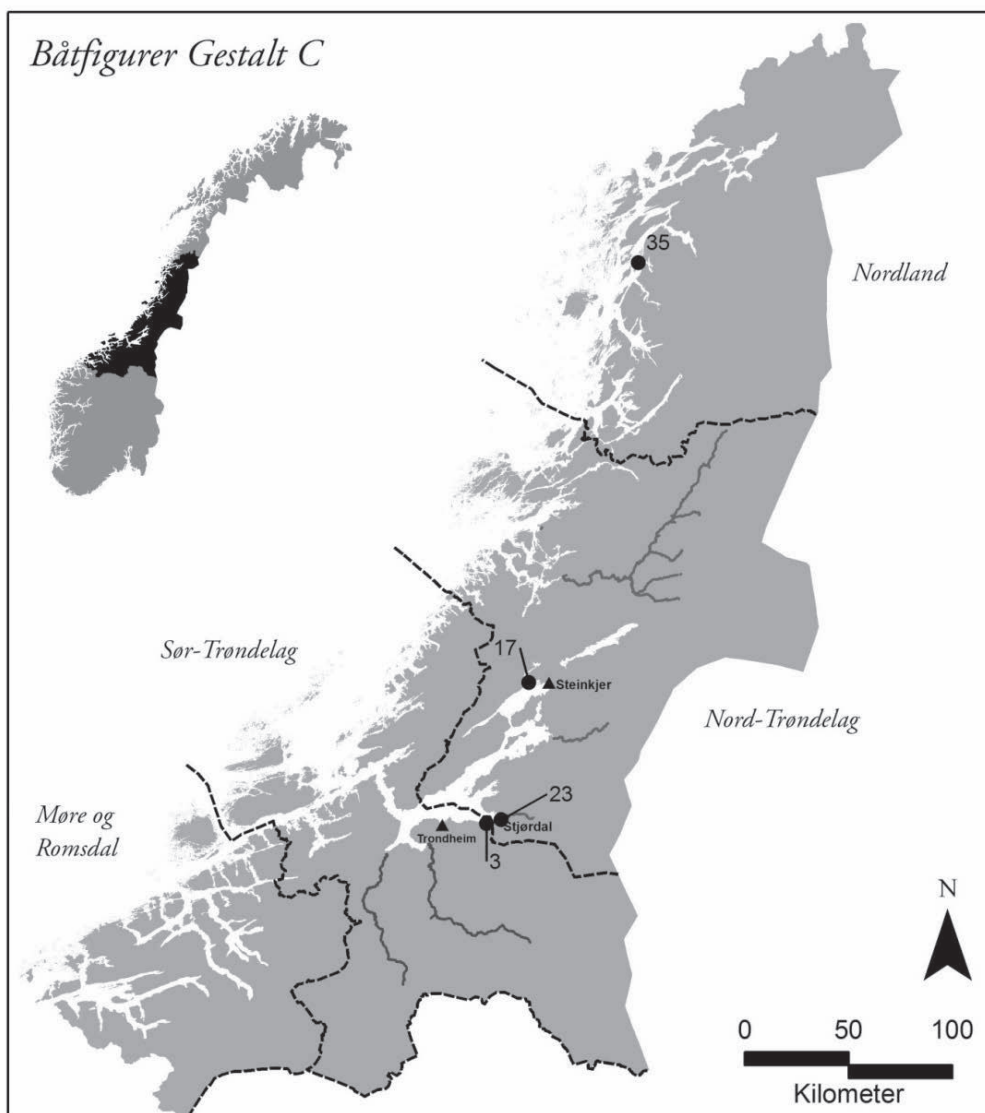 Båtfigurer Gestalt C
35
Nordland
Sør-Trøndelag
17
Steinkjer
Nord-Trøndelag
23
Møre og
Romsdal
Trondheim
Stjørdal
3
N
0 50 100
Kilometer